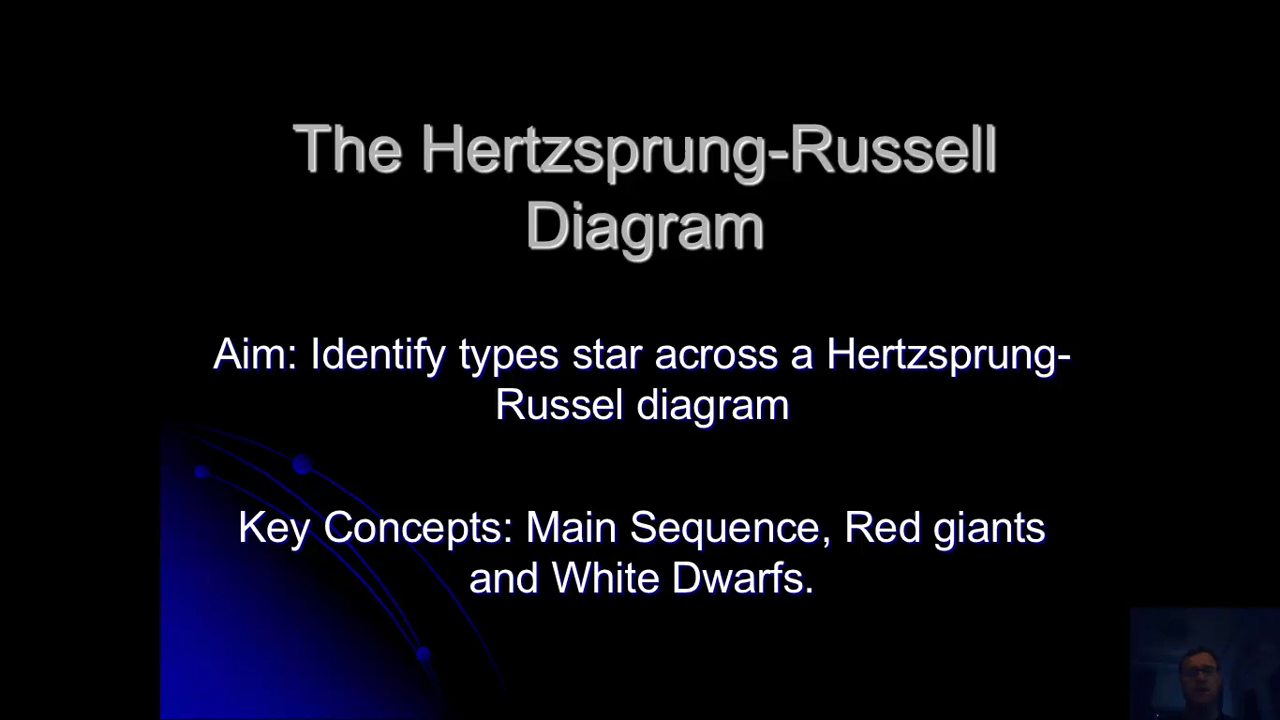 The Hertzsprung-Russell
Diagram
Aim: Identify types star across a Hertzsprung-
Russel diagram
Key Concepts: Main Sequence, Red giants
and White Dwarfs.